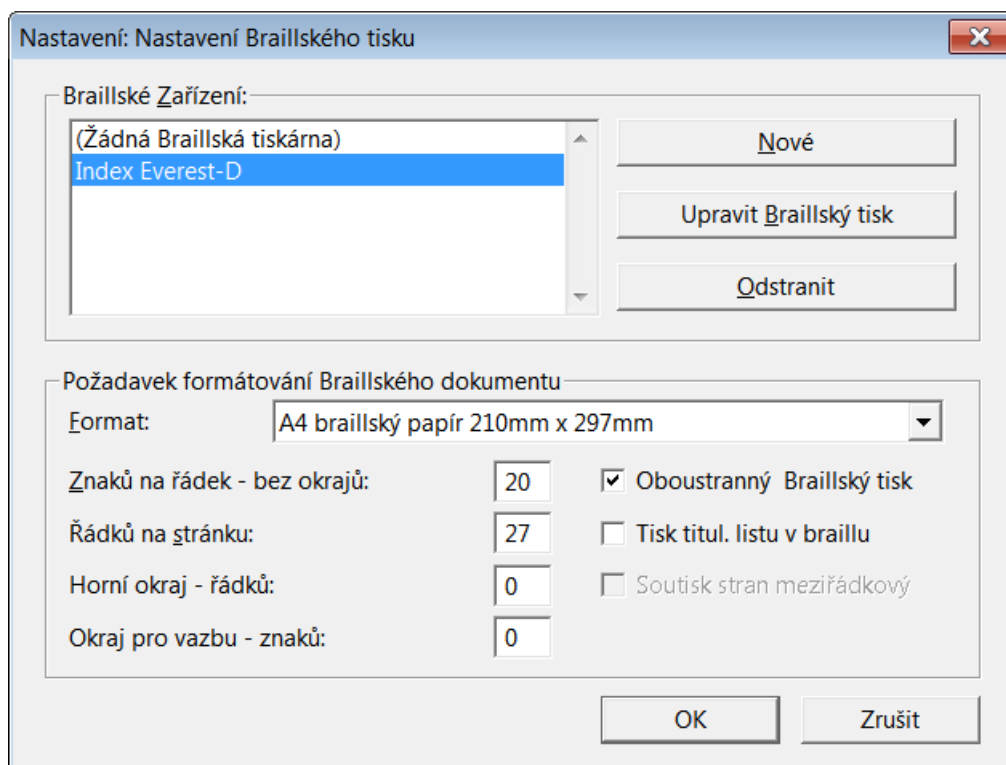 Nastavení: Nastavení Braillského tisku
Braillské Zařízení:
(Žádná Braillská tiskárna)
Index Everest-D
Nové
Upravit Braillský tisk
Odstranit
Požadavek formátování Braillského dokumentu
Format: A4 braillský papír 210mm x 297mm
Znaků na řádek - bez okrajů: 20 Oboustranný  Braillský tisk
Řádků na stránku: 27 Tisk titul. listu v braillu
Horní okraj - řádků: 0 Soutisk stran meziřádkový
Okraj pro vazbu - znaků: 0
OK Zrušit